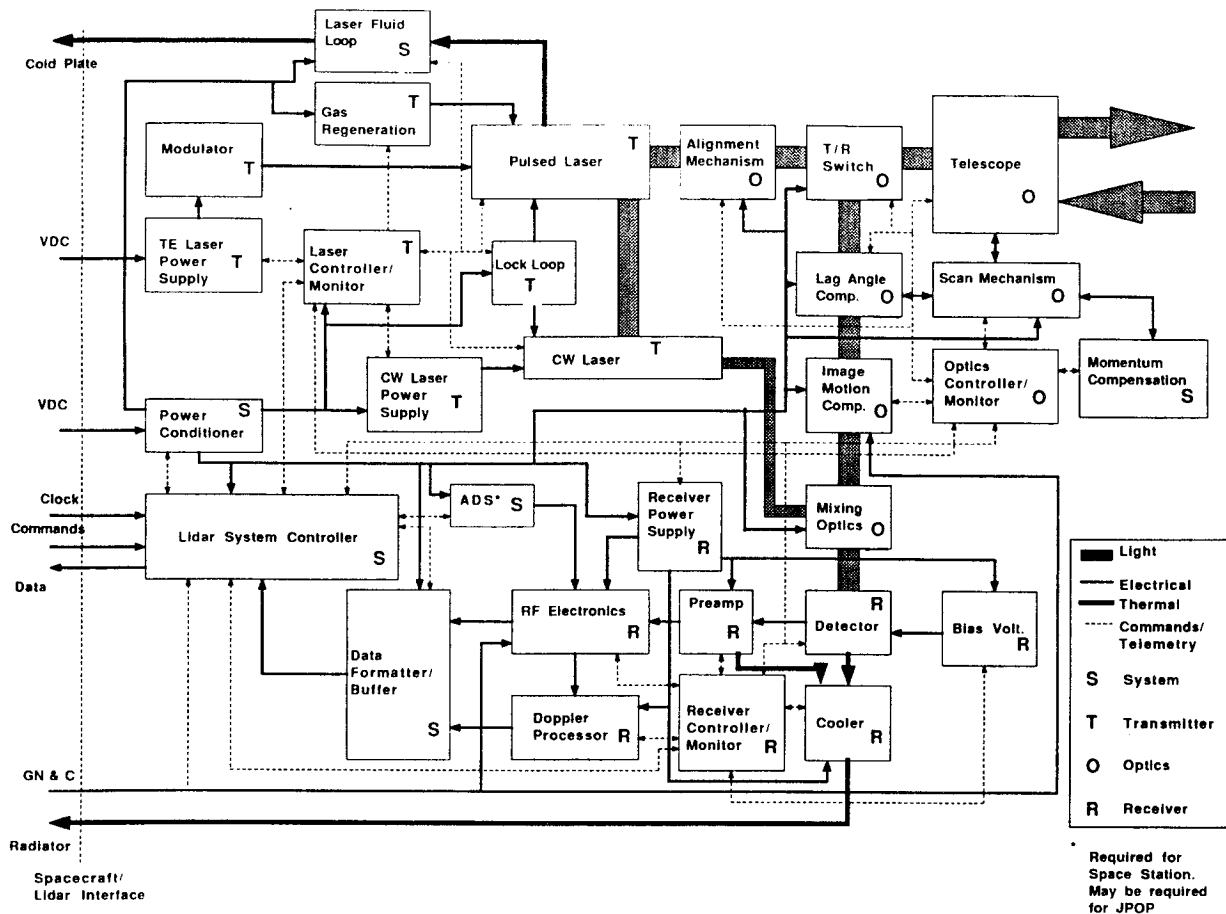 Laser Fluid
Loop
S
Cold Plate
Gas
Regeneration
T
Modulator
T
Pulsed Laser
T
Alignment
Mechanism
O
T/R
Switch
O
Telescope
O
VDC
TE Laser
Power
Supply
T
Laser
Controller/
Monitor
T
Lock Loop
T
Lag Angle
Comp.
O
Scan Mechanism
O
CW Laser
T
CW Laser
Power
Supply
T
Image
Motion
Comp.
O
Optics
Controller/
Monitor
O
Momentum
Compensation
S
VDC
Power
Conditioner
S
Clock
Commands
Data
Lidar System Controller
S
ADS*
S
Receiver
Power
Supply
R
Mixing
Optics
O
RF Electronics
R
Preamp
R
Detector
R
Bias Volt.
R
Data
Formatter/
Buffer
S
Doppler
Processor
R
Receiver
Controller/
Monitor
R
Cooler
R
GN & C
Radiator
Spacecraft/
Lidar Interface
Light
Electrical
Thermal
Commands/
Telemetry
S System
T Transmitter
O Optics
R Receiver
*
Required for
Space Station.
May be required
for JPOP